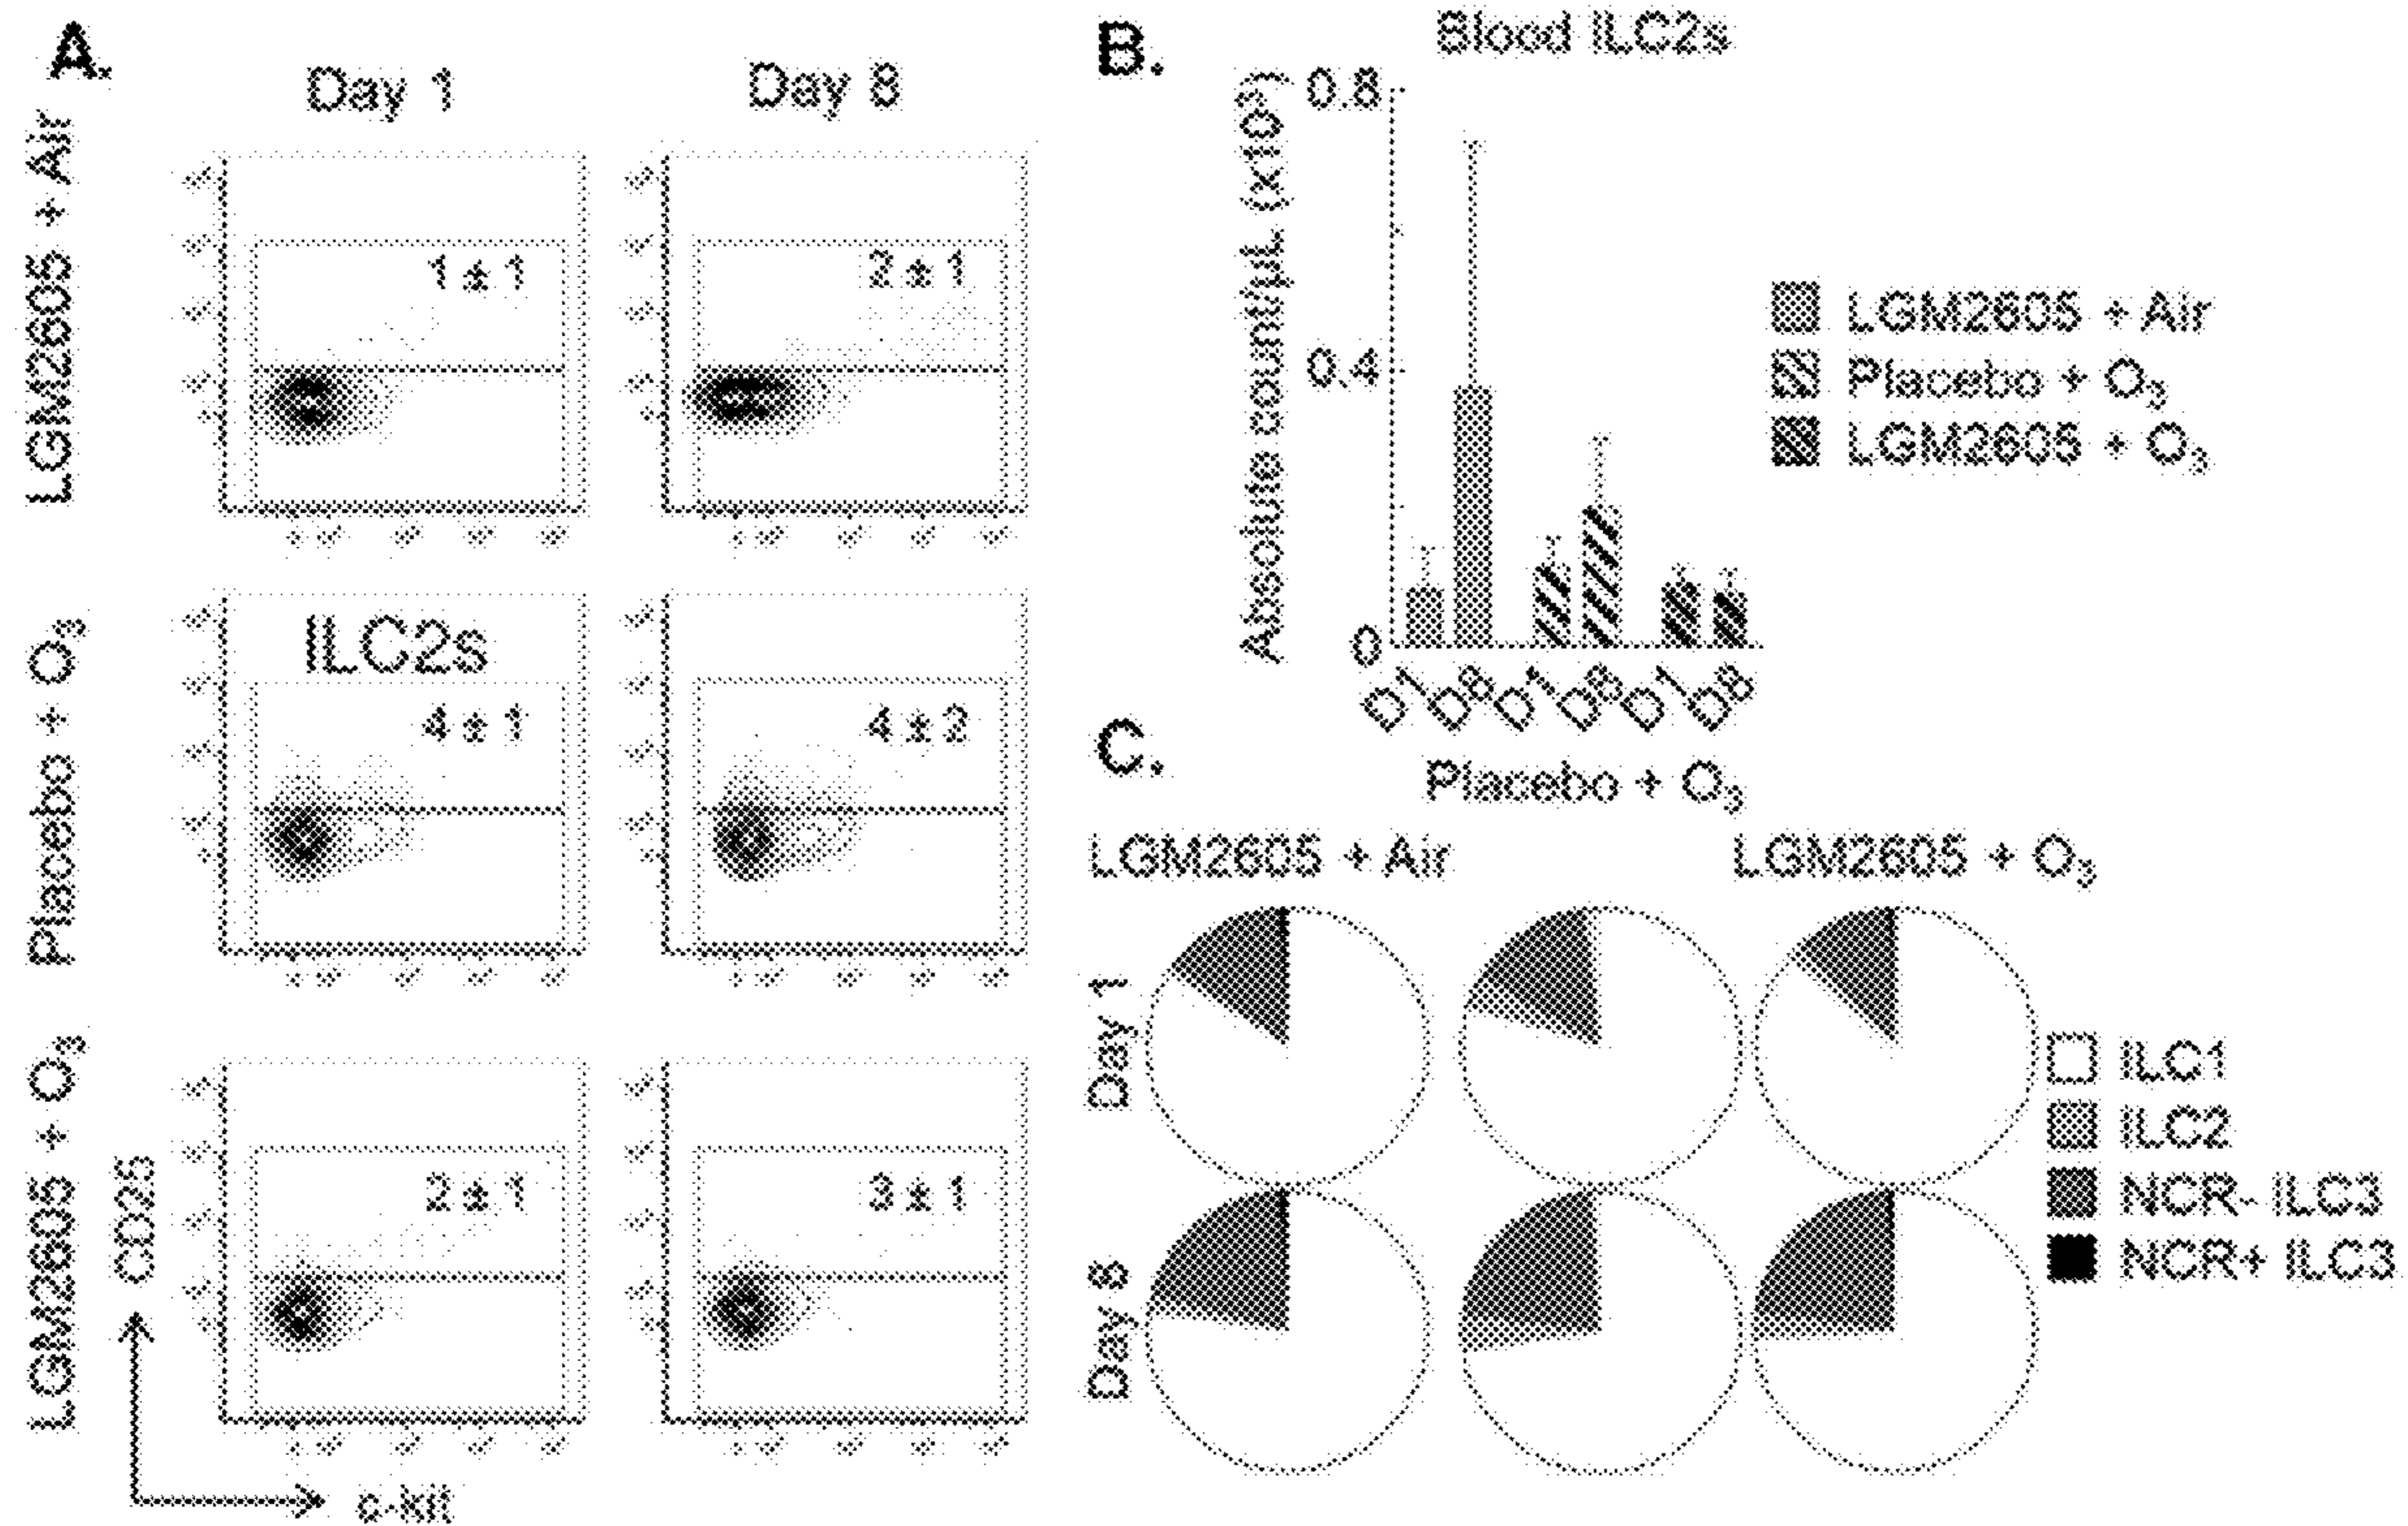 A.
Day 1
Day 8
LGM2605 + Air
1 ± 1
2 ± 1
Placebo + O3
ILC2s
4 ± 1
4 ± 2
LGM2605 + O3
2 ± 1
3 ± 1
CD25
c-kit
B.
Blood ILC2s
Absolute count/µL (x10³)
0.8
0.4
0
D1
D8
D1
D8
D1
D8
LGM2605 + Air
Placebo + O3
LGM2605 + O3
C.
Placebo + O3
LGM2605 + Air
LGM2605 + O3
Day 1
Day 8
ILC1
ILC2
NCR- ILC3
NCR+ ILC3